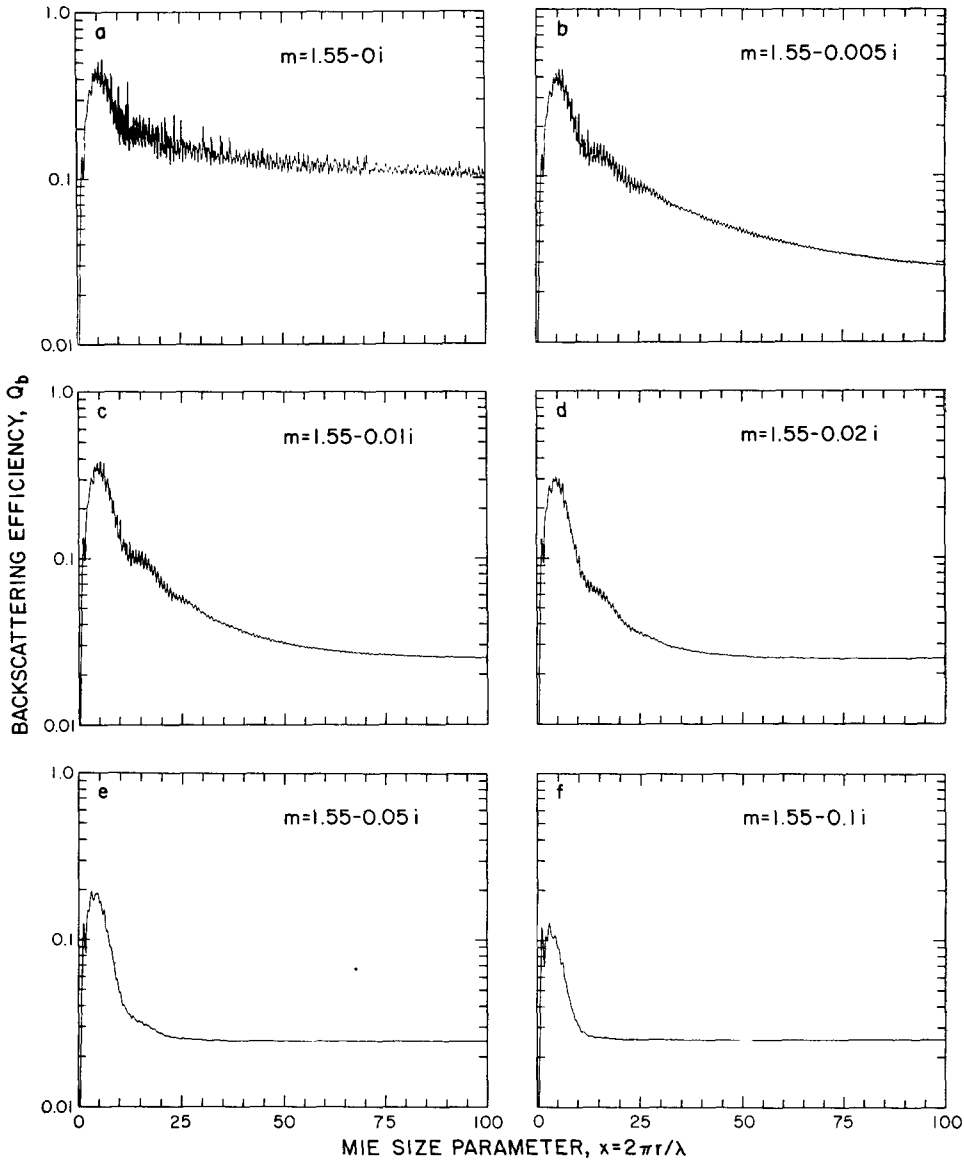 a
m=1.55-0i
1.0
0.1
0.01
b
m=1.55-0.005i
BACKSCATTERING EFFICIENCY, Qb
c
m=1.55-0.01i
1.0
0.1
0.01
d
m=1.55-0.02i
e
m=1.55-0.05i
1.0
0.1
0.01
0 25 50 75 100
f
m=1.55-0.1i
0 25 50 75 100
MIE SIZE PARAMETER, x=2πr/λ